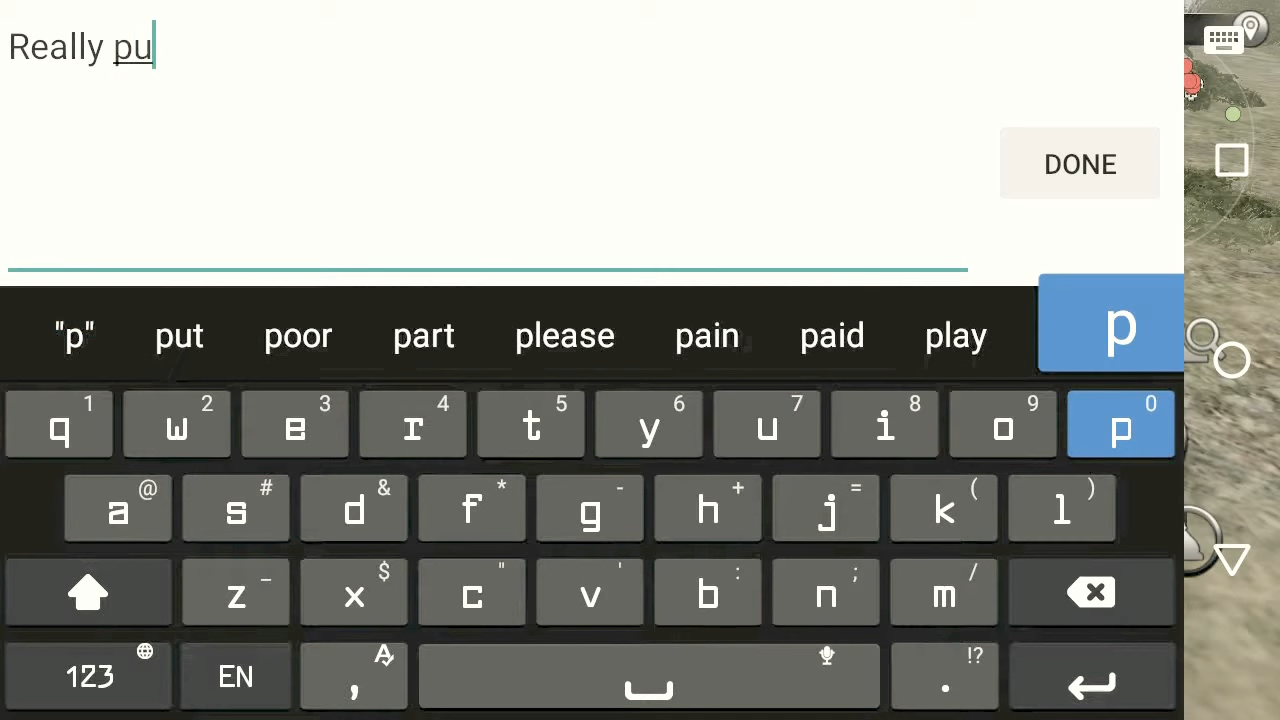 Really pu
DONE
"p" put poor part please pain paid play p
1 2 3 4 5 6 7 8 9 0
q w e r t y u i o p
@ # & * - + = ( )
a s d f g h j k l
_ $ " ' : ; /
z x c v b n m
!?
123 EN , .